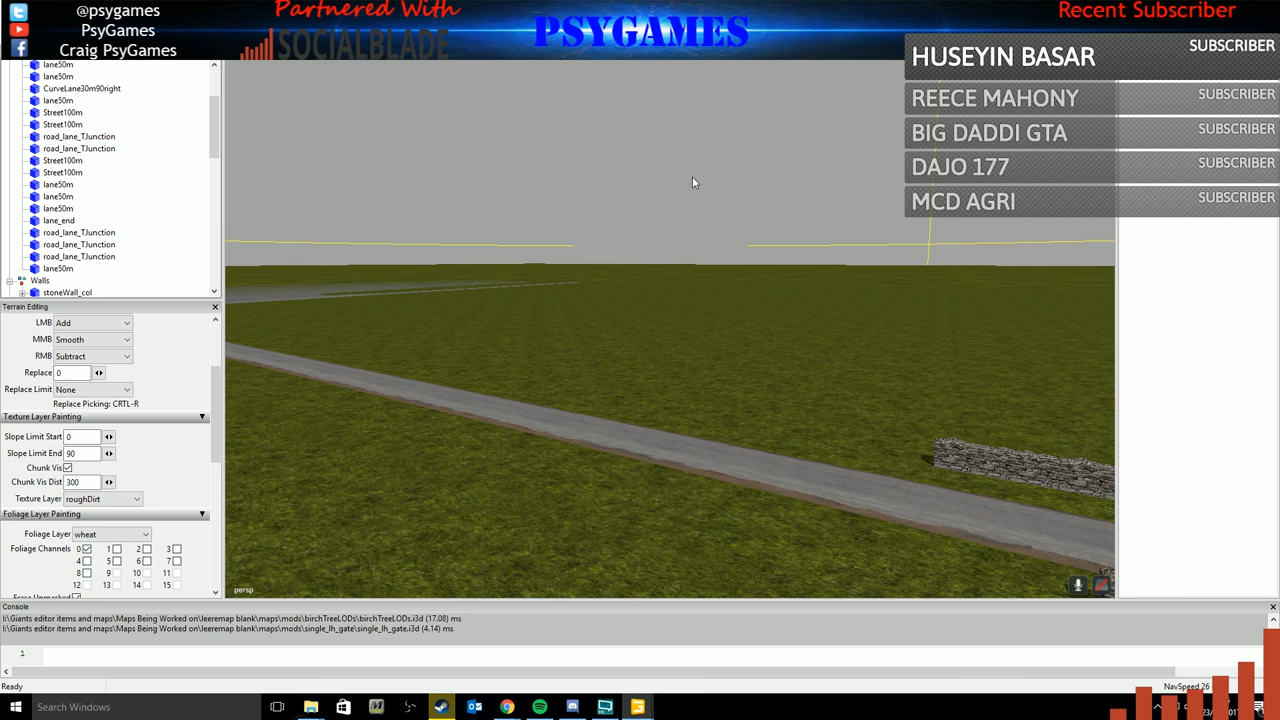 @psygames
PsyGames
Craig PsyGames
Partnered With
SOCIALBLADE
PSYGAMES
Recent Subscriber
HUSEYIN BASAR SUBSCRIBER
REECE MAHONY SUBSCRIBER
BIG DADDI GTA SUBSCRIBER
DAJO 177 SUBSCRIBER
MCD AGRI SUBSCRIBER
lane50m
lane50m
CurveLane30m90right
lane50m
Street100m
Street100m
road_lane_TJunction
road_lane_TJunction
Street100m
Street100m
lane50m
lane50m
lane50m
lane_end
road_lane_TJunction
road_lane_TJunction
road_lane_TJunction
lane50m
Walls
stoneWall_col
Terrain Editing
LMB Add
MMB Smooth
RMB Subtract
Replace 0
Replace Limit None
Replace Picking: CRTL-R
Texture Layer Painting
Slope Limit Start 0
Slope Limit End 90
Chunk Vis
Chunk Vis Dist 300
Texture Layer roughDirt
Foliage Layer Painting
Foliage Layer wheat
Foliage Channels 0 1 2 3
4 5 6 7
8 9 10 11
12 13 14 15
Erase Unmasked
persp
Console
I:\Giants editor items and maps\Maps Being Worked on\leeremap blank\maps\mods\birchTreeLODs\birchTreeLODs.i3d (17.08) ms
I:\Giants editor items and maps\Maps Being Worked on\leeremap blank\maps\mods\single_lh_gate\single_lh_gate.i3d (4.14) ms
1
Ready
NavSpeed 26
Search Windows